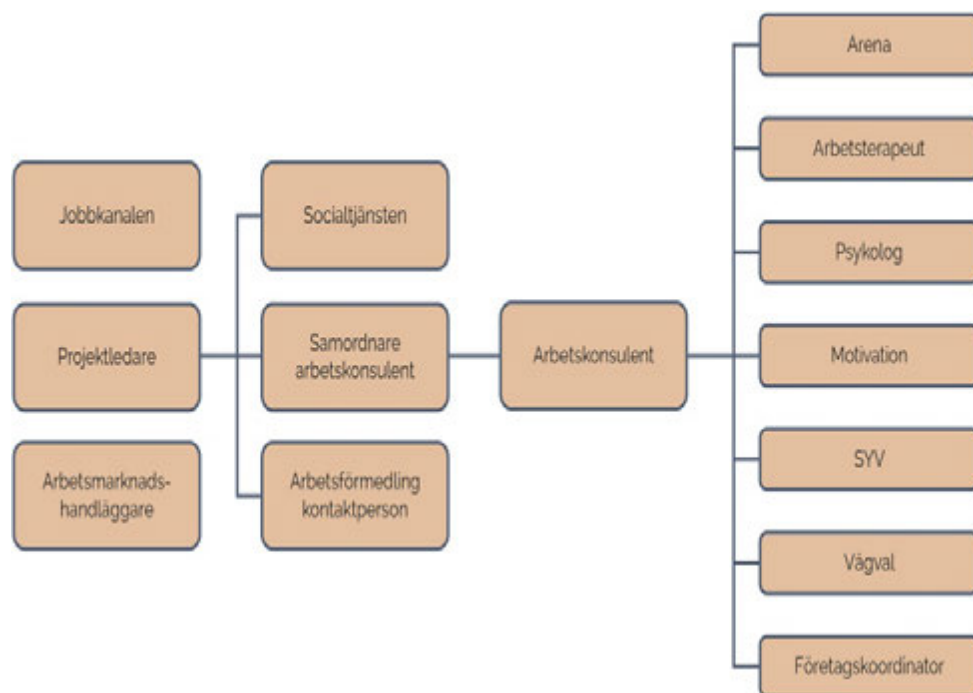 Jobbkanalen
Projektledare
Arbetsmarknads-
handläggare
Socialtjänsten
Samordnare
arbetskonsulent
Arbetsförmedling
kontaktperson
Arbetskonsulent
Arena
Arbetsterapeut
Psykolog
Motivation
SYV
Vägval
Företagskoordinator